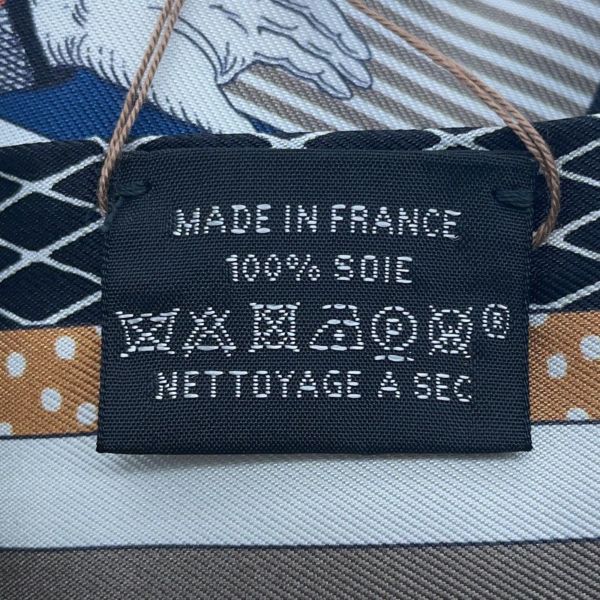 MADE IN FRANCE
100% SOIE
P W ®
NETTOYAGE A SEC